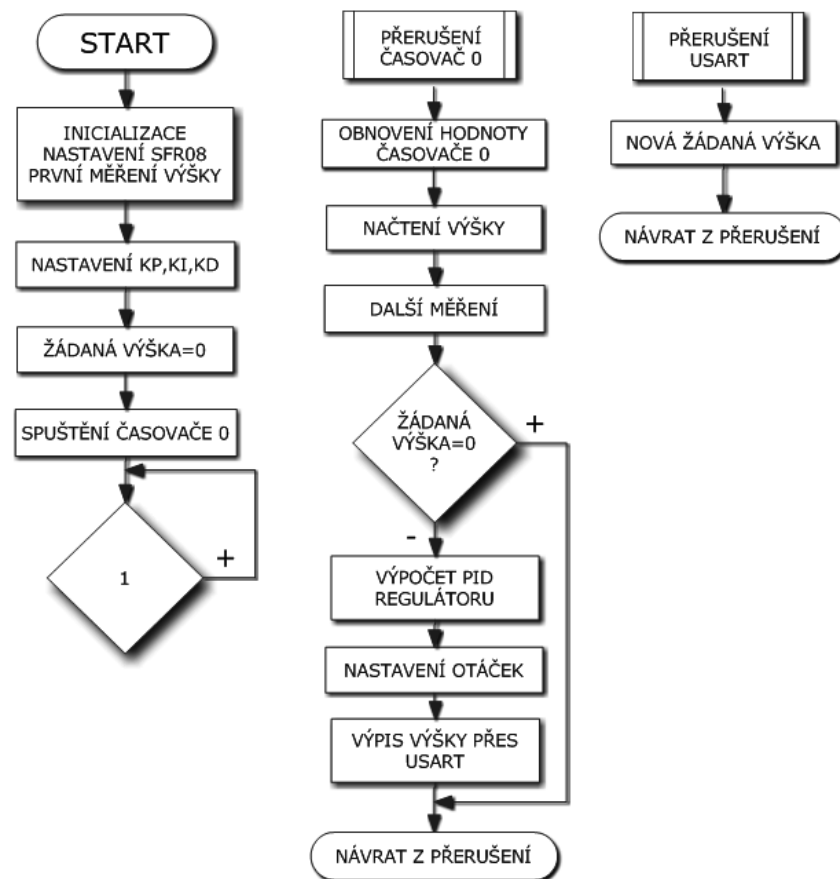 START
INICIALIZACE
NASTAVENÍ SFR08
PRVNÍ MĚŘENÍ VÝŠKY
NASTAVENÍ KP,KI,KD
ŽÁDANÁ VÝŠKA=0
SPUŠTĚNÍ ČASOVAČE 0
1
+
PŘERUŠENÍ
ČASOVAČ 0
OBNOVENÍ HODNOTY
ČASOVAČE 0
NAČTENÍ VÝŠKY
DALŠÍ MĚŘENÍ
ŽÁDANÁ
VÝŠKA=0
?
+
-
VÝPOČET PID
REGULÁTORU
NASTAVENÍ OTÁČEK
VÝPIS VÝŠKY PŘES
USART
NÁVRAT Z PŘERUŠENÍ
PŘERUŠENÍ
USART
NOVÁ ŽÁDANÁ VÝŠKA
NÁVRAT Z PŘERUŠENÍ